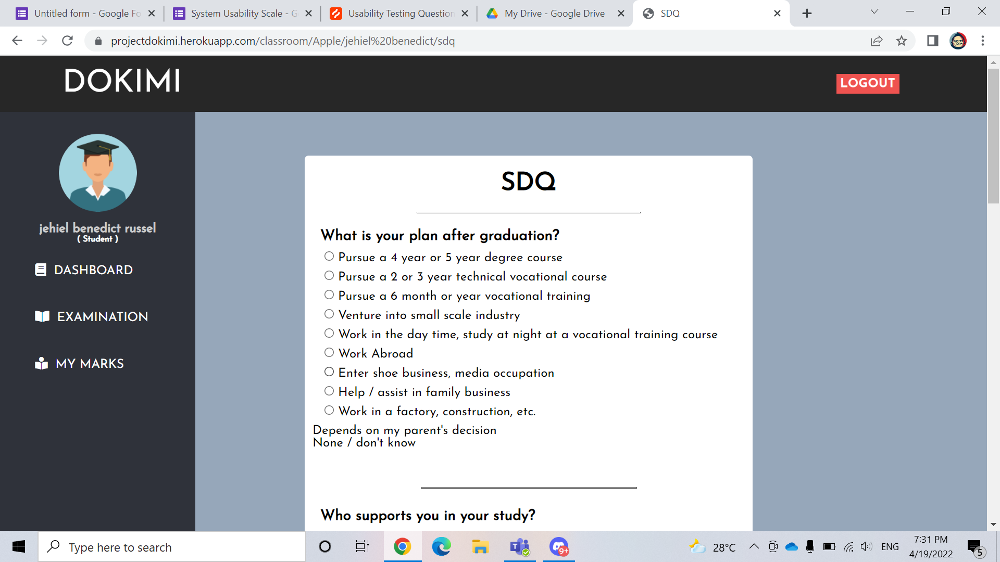 Untitled form - Google Fo
System Usability Scale - G
Usability Testing Question
My Drive - Google Drive
SDQ
projectdokimi.herokuapp.com/classroom/Apple/jehiel%20benedict/sdq
DOKIMI
LOGOUT
jehiel benedict russel
( Student )
DASHBOARD
EXAMINATION
MY MARKS
SDQ
What is your plan after graduation?
Pursue a 4 year or 5 year degree course
Pursue a 2 or 3 year technical vocational course
Pursue a 6 month or year vocational training
Venture into small scale industry
Work in the day time, study at night at a vocational training course
Work Abroad
Enter shoe business, media occupation
Help / assist in family business
Work in a factory, construction, etc.
Depends on my parent's decision
None / don't know
Who supports you in your study?
Type here to search
T
9+
28°C
ENG
7:31 PM
4/19/2022
5